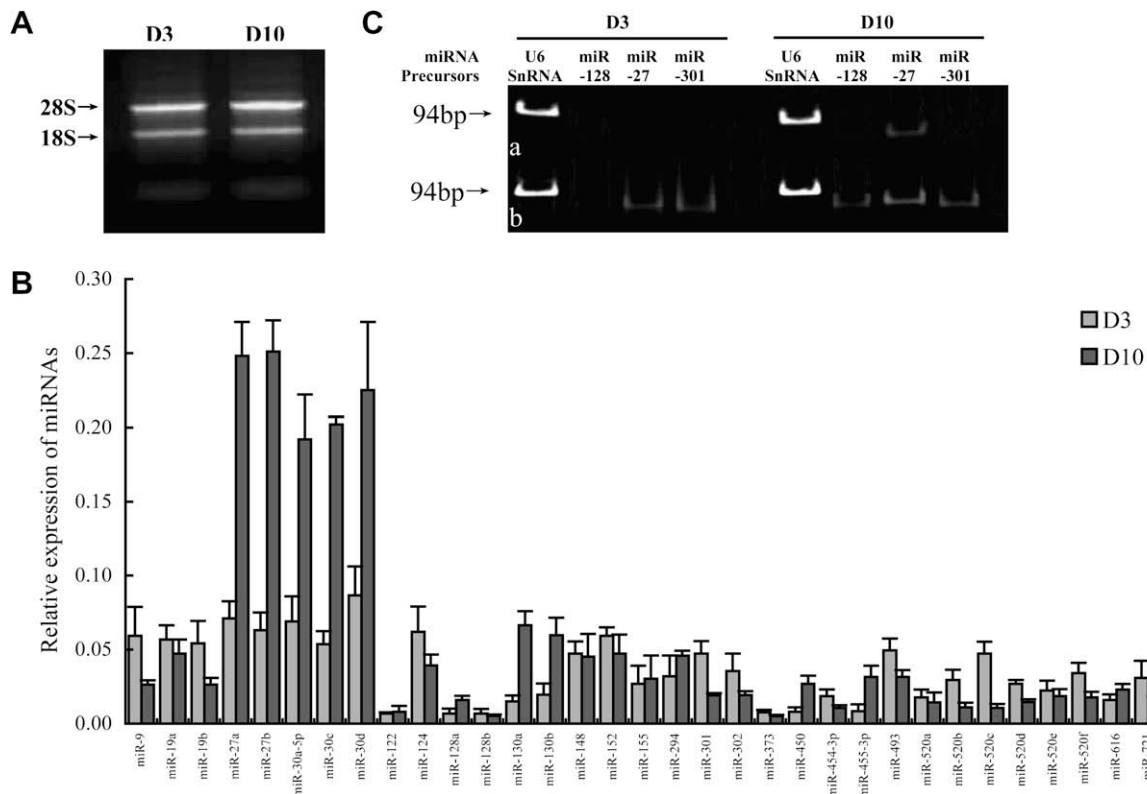 A
D3 D10
28S
18S
C
D3 D10
miRNA Precursors
U6 SnRNA miR -128 miR -27 miR -301 U6 SnRNA miR -128 miR -27 miR -301
94bp
a
94bp
b
B
Relative expression of miRNAs
0.30
0.25
0.20
0.15
0.10
0.05
0.00
D3
D10
miR-9
miR-19a
miR-19b
miR-27a
miR-27b
miR-30a-5p
miR-30c
miR-30d
miR-122
miR-124
miR-128a
miR-128b
miR-130a
miR-130b
miR-148
miR-152
miR-155
miR-294
miR-301
miR-302
miR-373
miR-450
miR-454-3p
miR-455-3p
miR-493
miR-520a
miR-520b
miR-520c
miR-520d
miR-520e
miR-520f
miR-616